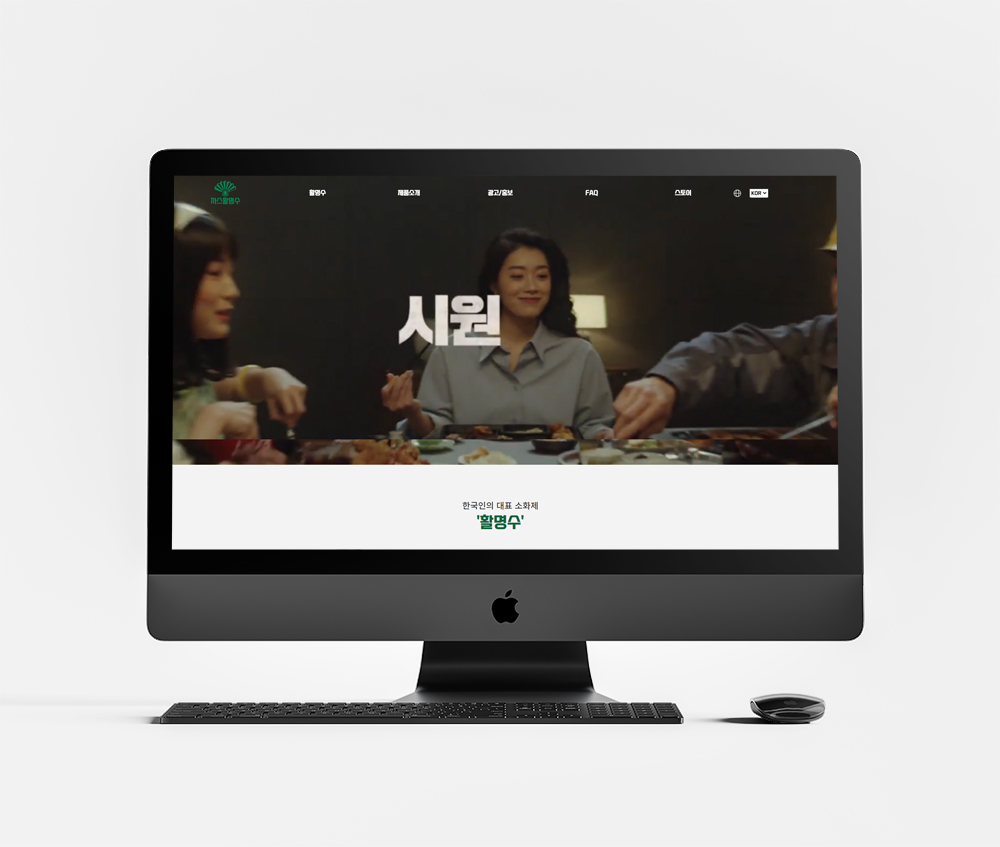 까스활명수
활명수
제품소개
광고/홍보
FAQ
스토어
KOR
시원
한국인의 대표 소화제
'활명수'